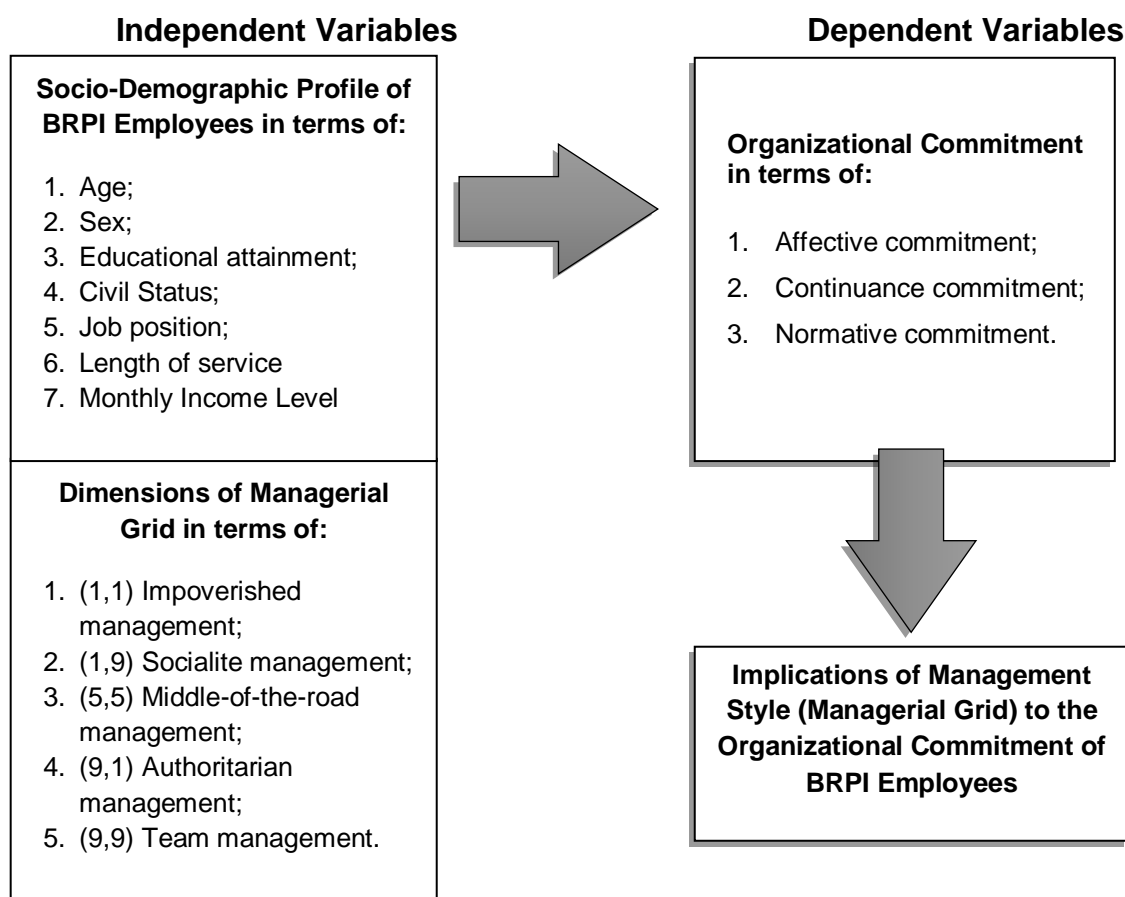 Independent Variables
Socio-Demographic Profile of
BRPI Employees in terms of:
1. Age;
2. Sex;
3. Educational attainment;
4. Civil Status;
5. Job position;
6. Length of service
7. Monthly Income Level
Dimensions of Managerial
Grid in terms of:
1. (1,1) Impoverished
management;
2. (1,9) Socialite management;
3. (5,5) Middle-of-the-road
management;
4. (9,1) Authoritarian
management;
5. (9,9) Team management.
Dependent Variables
Organizational Commitment
in terms of:
1. Affective commitment;
2. Continuance commitment;
3. Normative commitment.
Implications of Management
Style (Managerial Grid) to the
Organizational Commitment of
BRPI Employees